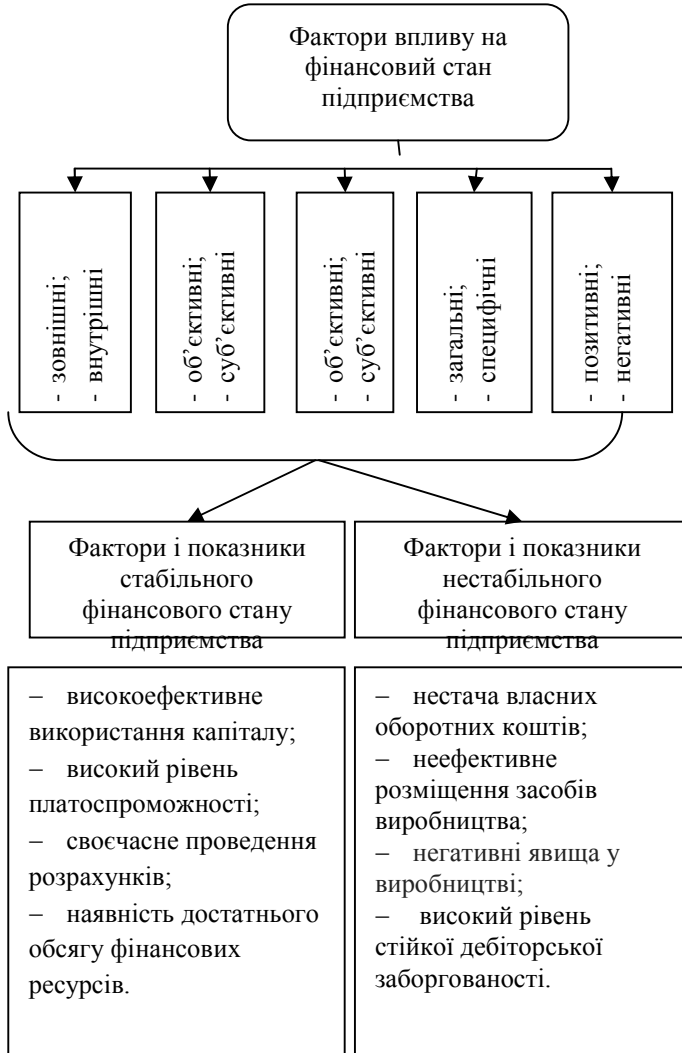 Фактори впливу на
фінансовий стан
підприємства
- зовнішні;
- внутрішні
- об’єктивні;
- суб’єктивні
- об’єктивні;
- суб’єктивні
- загальні;
- специфічні
- позитивні;
- негативні
Фактори і показники
стабільного
фінансового стану
підприємства
Фактори і показники
нестабільного
фінансового стану
підприємства
– високоефективне
використання капіталу;
– високий рівень
платоспроможності;
– своєчасне проведення
розрахунків;
– наявність достатнього
обсягу фінансових
ресурсів.
– нестача власних
оборотних коштів;
– неефективне
розміщення засобів
виробництва;
– негативні явища у
виробництві;
– високий рівень
стійкої дебіторської
заборгованості.